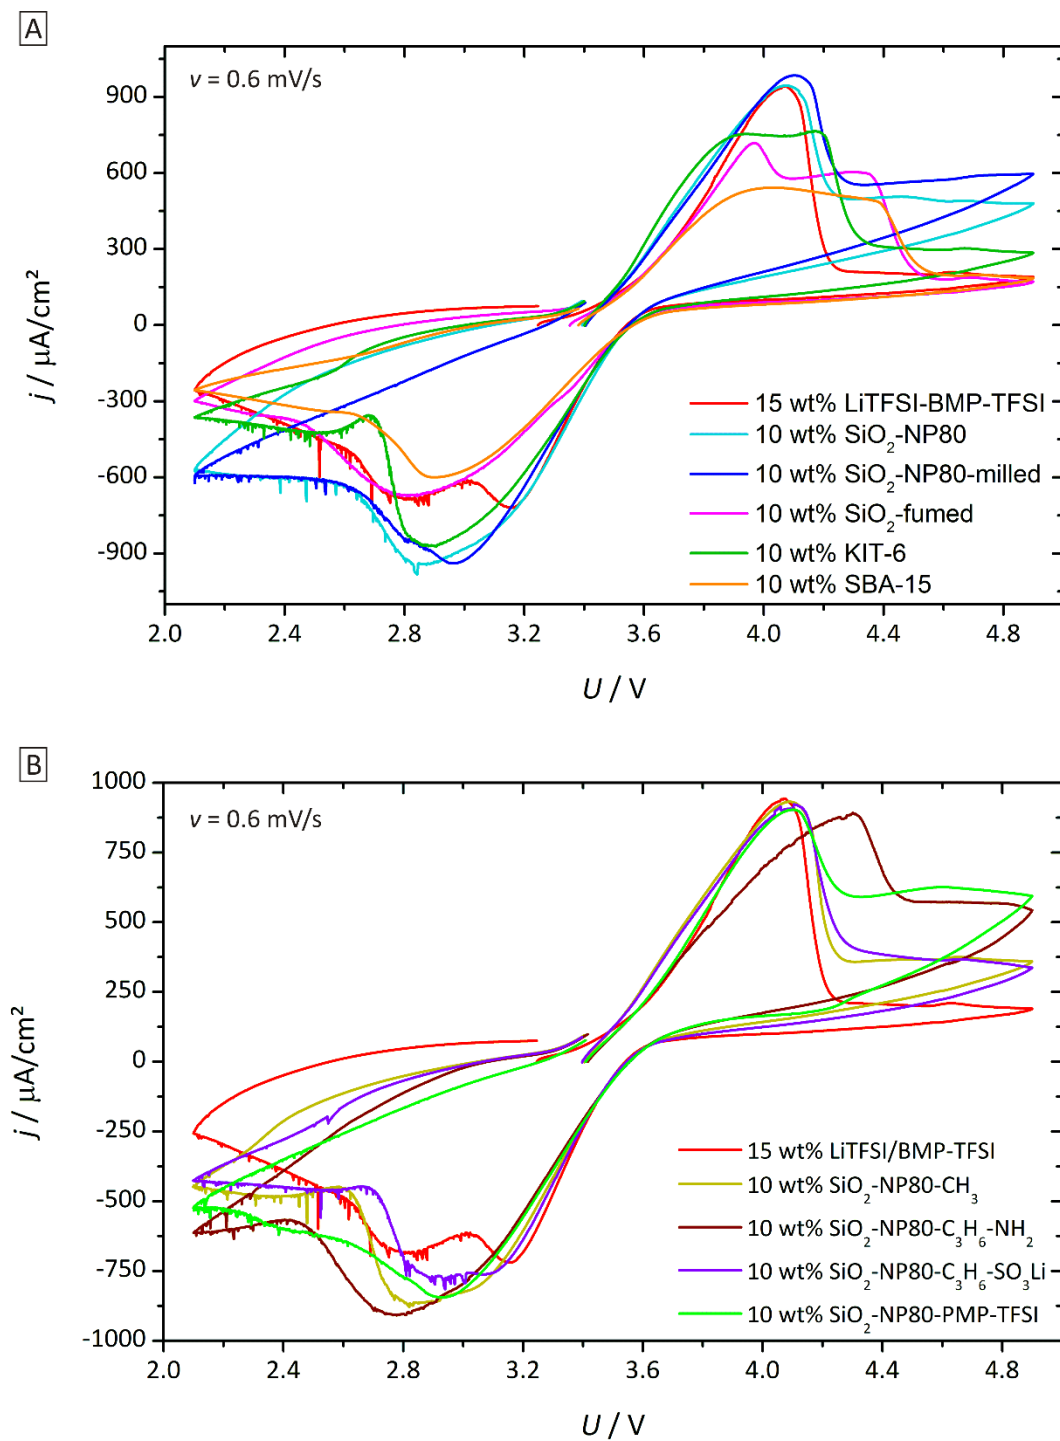 A
v = 0.6 mV/s
900
600
300
0
-300
-600
-900
j / µA/cm²
15 wt% LiTFSI-BMP-TFSI
10 wt% SiO₂-NP80
10 wt% SiO₂-NP80-milled
10 wt% SiO₂-fumed
10 wt% KIT-6
10 wt% SBA-15
2.0 2.4 2.8 3.2 3.6 4.0 4.4 4.8
U / V
B
1000
v = 0.6 mV/s
750
500
250
0
-250
-500
-750
-1000
j / µA/cm²
15 wt% LiTFSI/BMP-TFSI
10 wt% SiO₂-NP80-CH₃
10 wt% SiO₂-NP80-C₃H₆-NH₂
10 wt% SiO₂-NP80-C₃H₆-SO₃Li
10 wt% SiO₂-NP80-PMP-TFSI
2.0 2.4 2.8 3.2 3.6 4.0 4.4 4.8
U / V